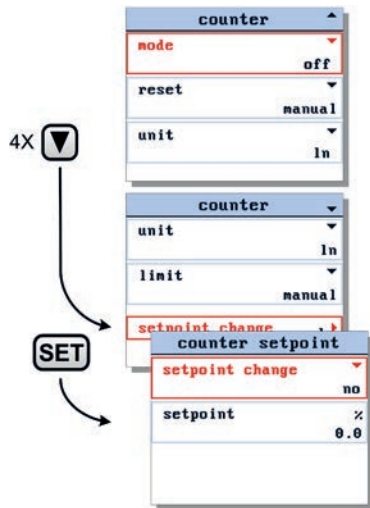 counter
mode
off
reset
manual
unit
ln
4X
counter
unit
ln
limit
manual
setpoint change
SET
counter setpoint
setpoint change
no
setpoint %
0.0